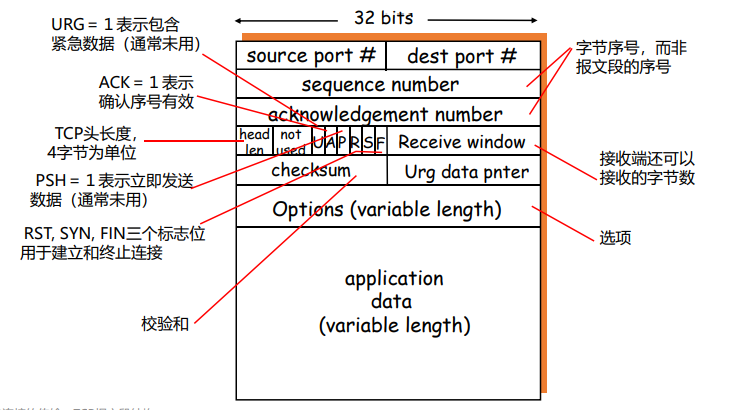 32 bits
URG＝１表示包含
紧急数据（通常未用）
source port #
dest port #
字节序号，而非
报文段的序号
sequence number
ACK＝１表示
确认序号有效
acknowledgement number
TCP头长度，
4字节为单位
head
len
not
used
U A P R S F
Receive window
接收端还可以
接收的字节数
checksum
Urg data pnter
PSH＝１表示立即发送
数据（通常未用）
Options (variable length)
RST, SYN, FIN三个标志位
用于建立和终止连接
选项
application
data
(variable length)
校验和